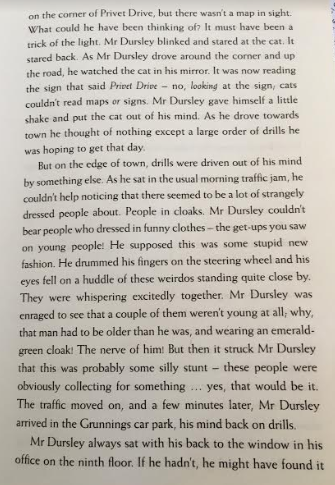 on the corner of Privet Drive, but there wasn't a map in sight.
What could he have been thinking of? It must have been a
trick of the light. Mr Dursley blinked and stared at the cat. It
stared back. As Mr Dursley drove around the corner and up
the road, he watched the cat in his mirror. It was now reading
the sign that said Privet Drive – no, looking at the sign; cats
couldn't read maps or signs. Mr Dursley gave himself a little
shake and put the cat out of his mind. As he drove towards
town he thought of nothing except a large order of drills he
was hoping to get that day.
But on the edge of town, drills were driven out of his mind
by something else. As he sat in the usual morning traffic jam, he
couldn't help noticing that there seemed to be a lot of strangely
dressed people about. People in cloaks. Mr Dursley couldn't
bear people who dressed in funny clothes – the get-ups you saw
on young people! He supposed this was some stupid new
fashion. He drummed his fingers on the steering wheel and his
eyes fell on a huddle of these weirdos standing quite close by.
They were whispering excitedly together. Mr Dursley was
enraged to see that a couple of them weren't young at all; why,
that man had to be older than he was, and wearing an emerald-
green cloak! The nerve of him! But then it struck Mr Dursley
that this was probably some silly stunt – these people were
obviously collecting for something ... yes, that would be it.
The traffic moved on, and a few minutes later, Mr Dursley
arrived in the Grunnings car park, his mind back on drills.
Mr Dursley always sat with his back to the window in his
office on the ninth floor. If he hadn't, he might have found it